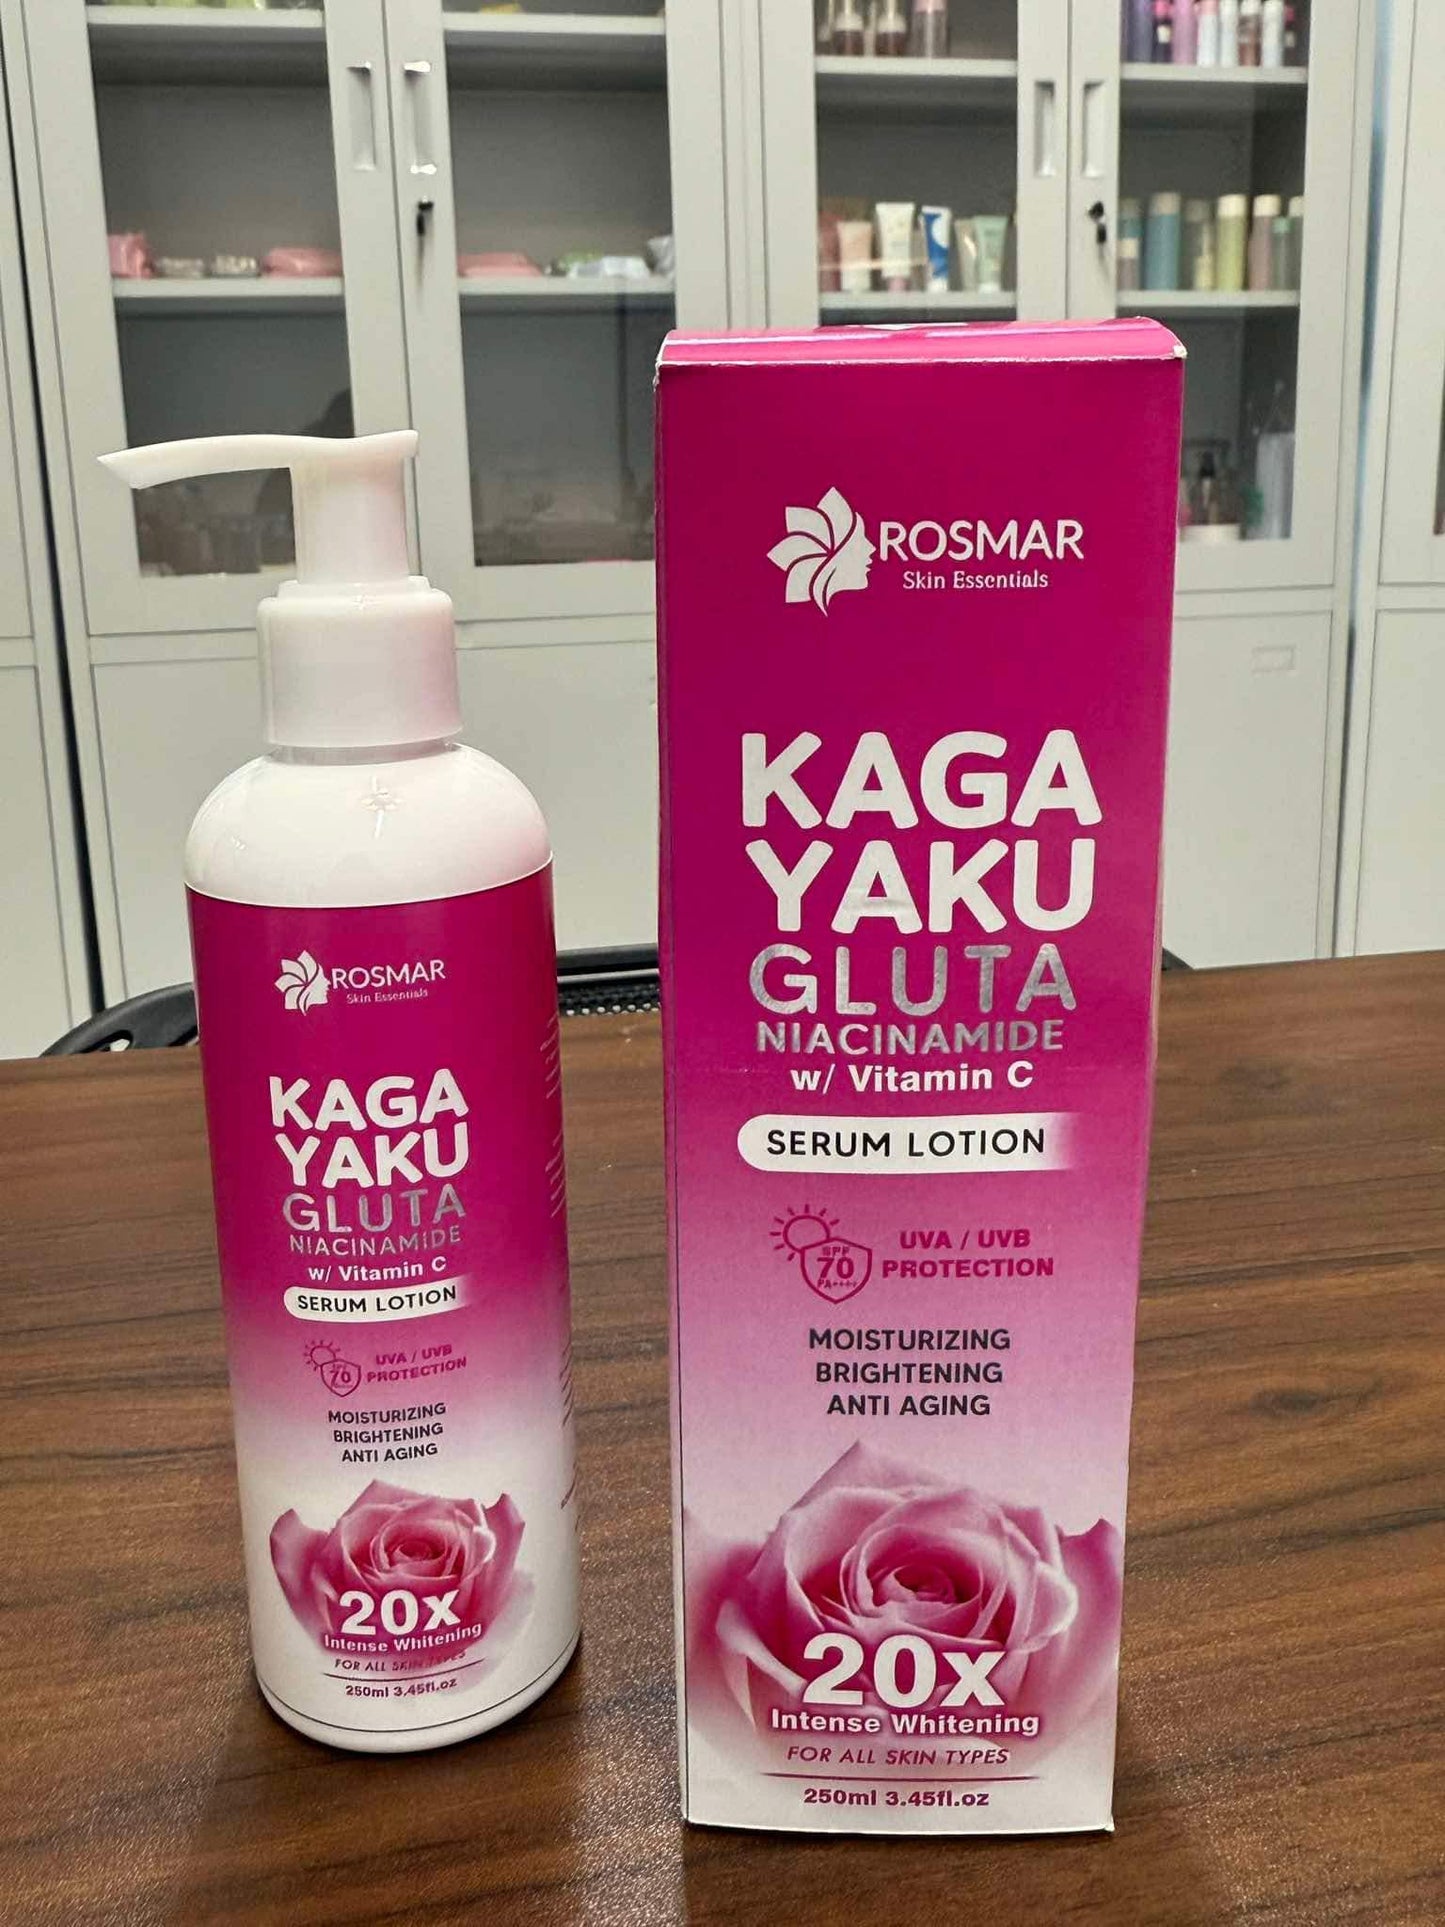 ROSMAR
Skin Essentials
KAGA
YAKU
GLUTA
NIACINAMIDE
w/ Vitamin C
SERUM LOTION
70
UVA / UVB
PROTECTION
MOISTURIZING
BRIGHTENING
ANTI AGING
20x
Intense Whitening
FOR ALL SKIN TYPES
250ml 3.45fl.oz
ROSMAR
Skin Essentials
KAGA
YAKU
GLUTA
NIACINAMIDE
w/ Vitamin C
SERUM LOTION
SPF
70
PA++++
UVA / UVB
PROTECTION
MOISTURIZING
BRIGHTENING
ANTI AGING
20x
Intense Whitening
FOR ALL SKIN TYPES
250ml 3.45fl.oz